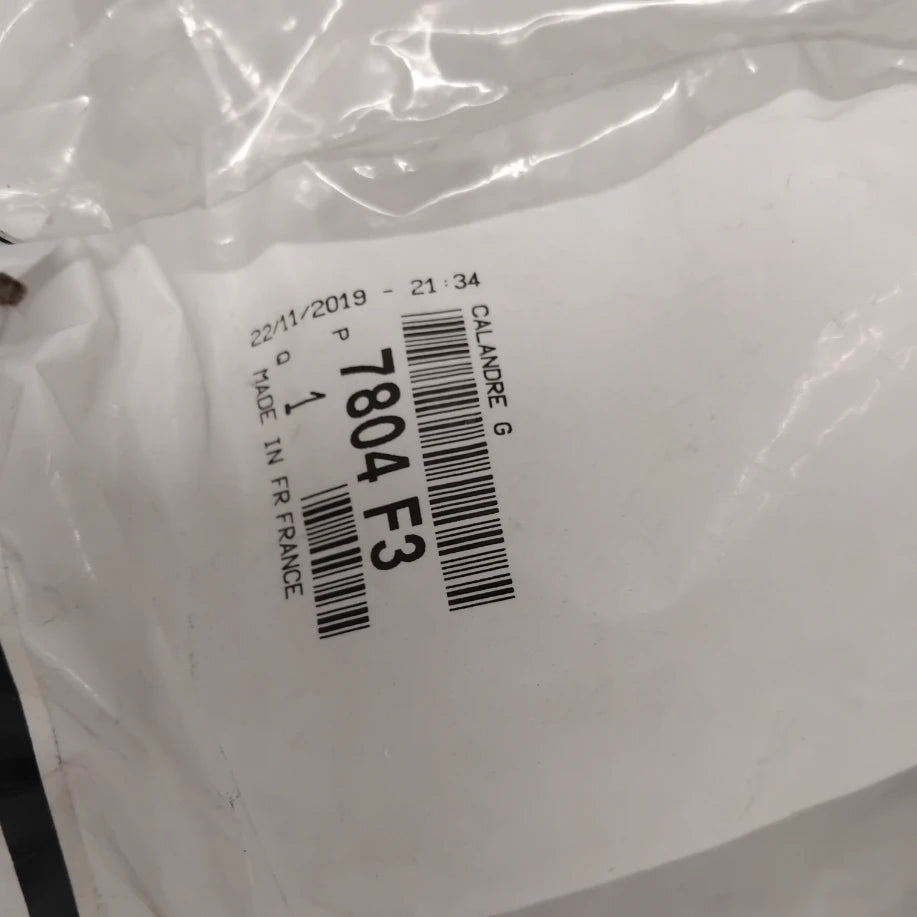 CALANDRE G
P 7804 F3
Q 1
MADE IN FR FRANCE
22/11/2019 - 21:34